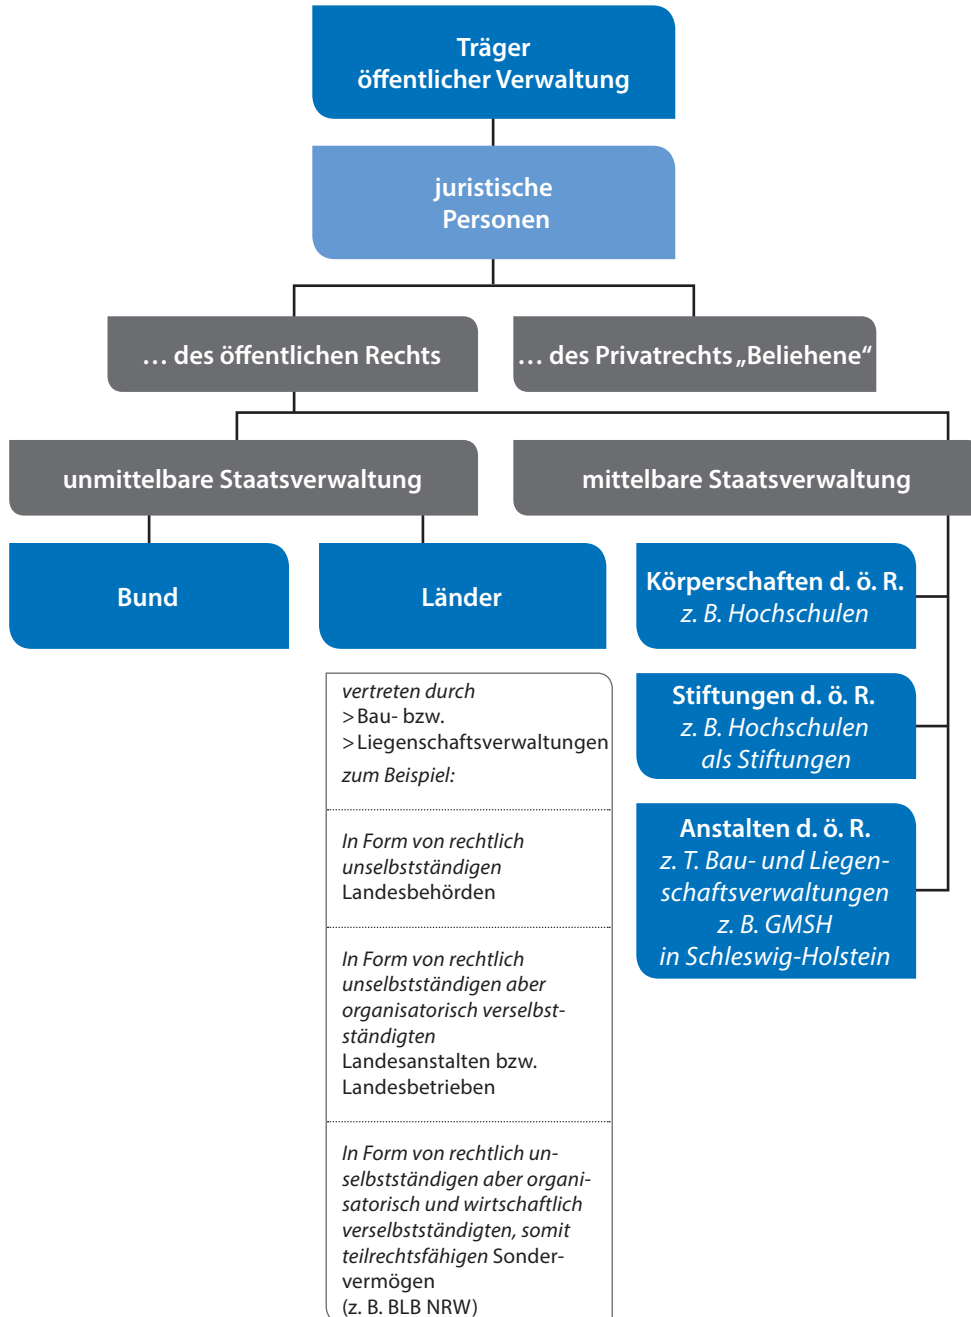 Träger
öffentlicher Verwaltung
juristische
Personen
… des öffentlichen Rechts
… des Privatrechts „Beliehene“
unmittelbare Staatsverwaltung
mittelbare Staatsverwaltung
Bund
Länder
vertreten durch
> Bau- bzw.
> Liegenschaftsverwaltungen
zum Beispiel:
In Form von rechtlich
unselbstständigen
Landesbehörden
In Form von rechtlich
unselbstständigen aber
organisatorisch verselbst-
ständigten
Landesanstalten bzw.
Landesbetrieben
In Form von rechtlich un-
selbstständigen aber organi-
satorisch und wirtschaftlich
verselbstständigten, somit
teilrechtsfähigen Sonder-
vermögen
(z. B. BLB NRW)
Körperschaften d. ö. R.
z. B. Hochschulen
Stiftungen d. ö. R.
z. B. Hochschulen
als Stiftungen
Anstalten d. ö. R.
z. T. Bau- und Liegen-
schaftsverwaltungen
z. B. GMSH
in Schleswig-Holstein